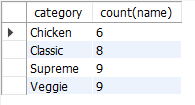 category count(name)
Chicken 6
Classic 8
Supreme 9
Veggie 9